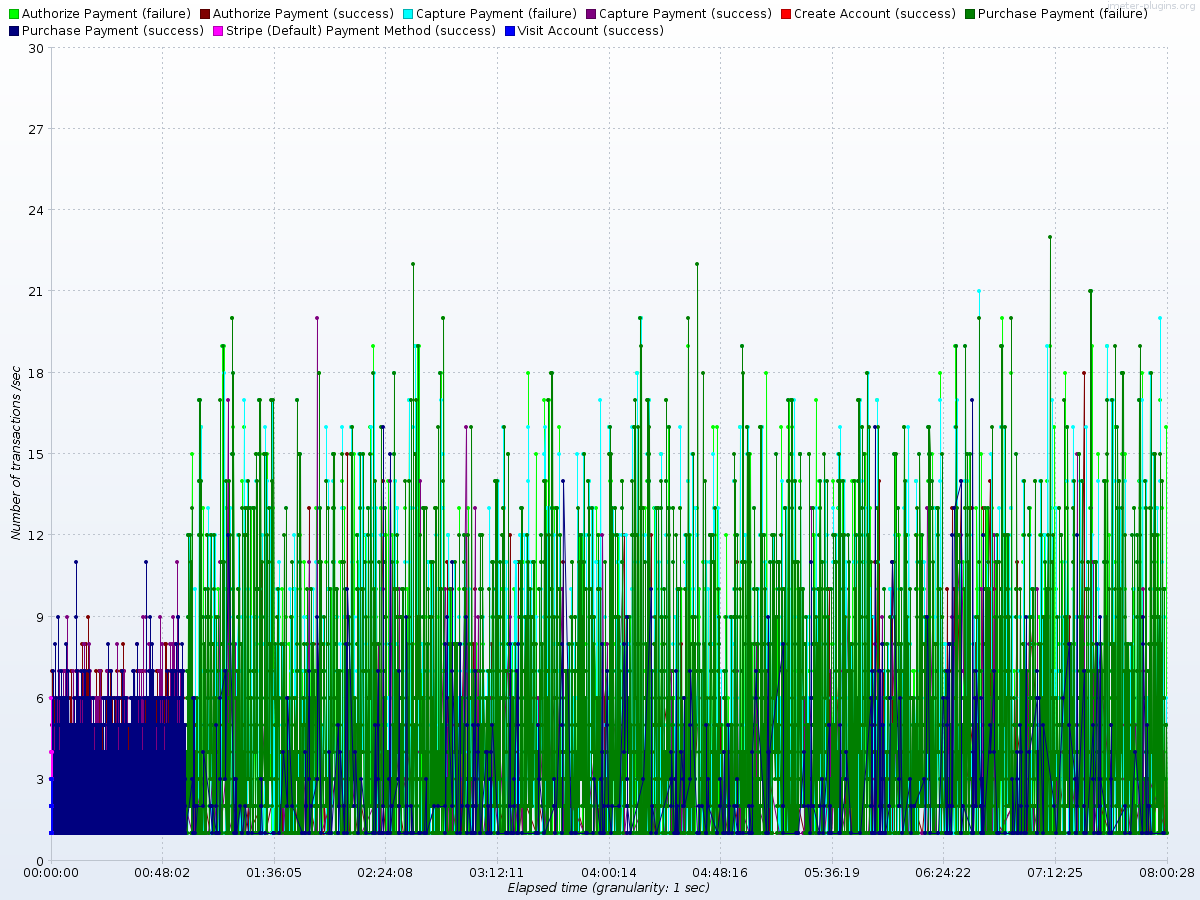 jmeter-plugins.org
Authorize Payment (failure) Authorize Payment (success) Capture Payment (failure) Capture Payment (success) Create Account (success) Purchase Payment (failure)
Purchase Payment (success) Stripe (Default) Payment Method (success) Visit Account (success)
30
27
24
21
18
15
12
9
6
3
0
Number of transactions /sec
00:00:00 00:48:02 01:36:05 02:24:08 03:12:11 04:00:14 04:48:16 05:36:19 06:24:22 07:12:25 08:00:28
Elapsed time (granularity: 1 sec)